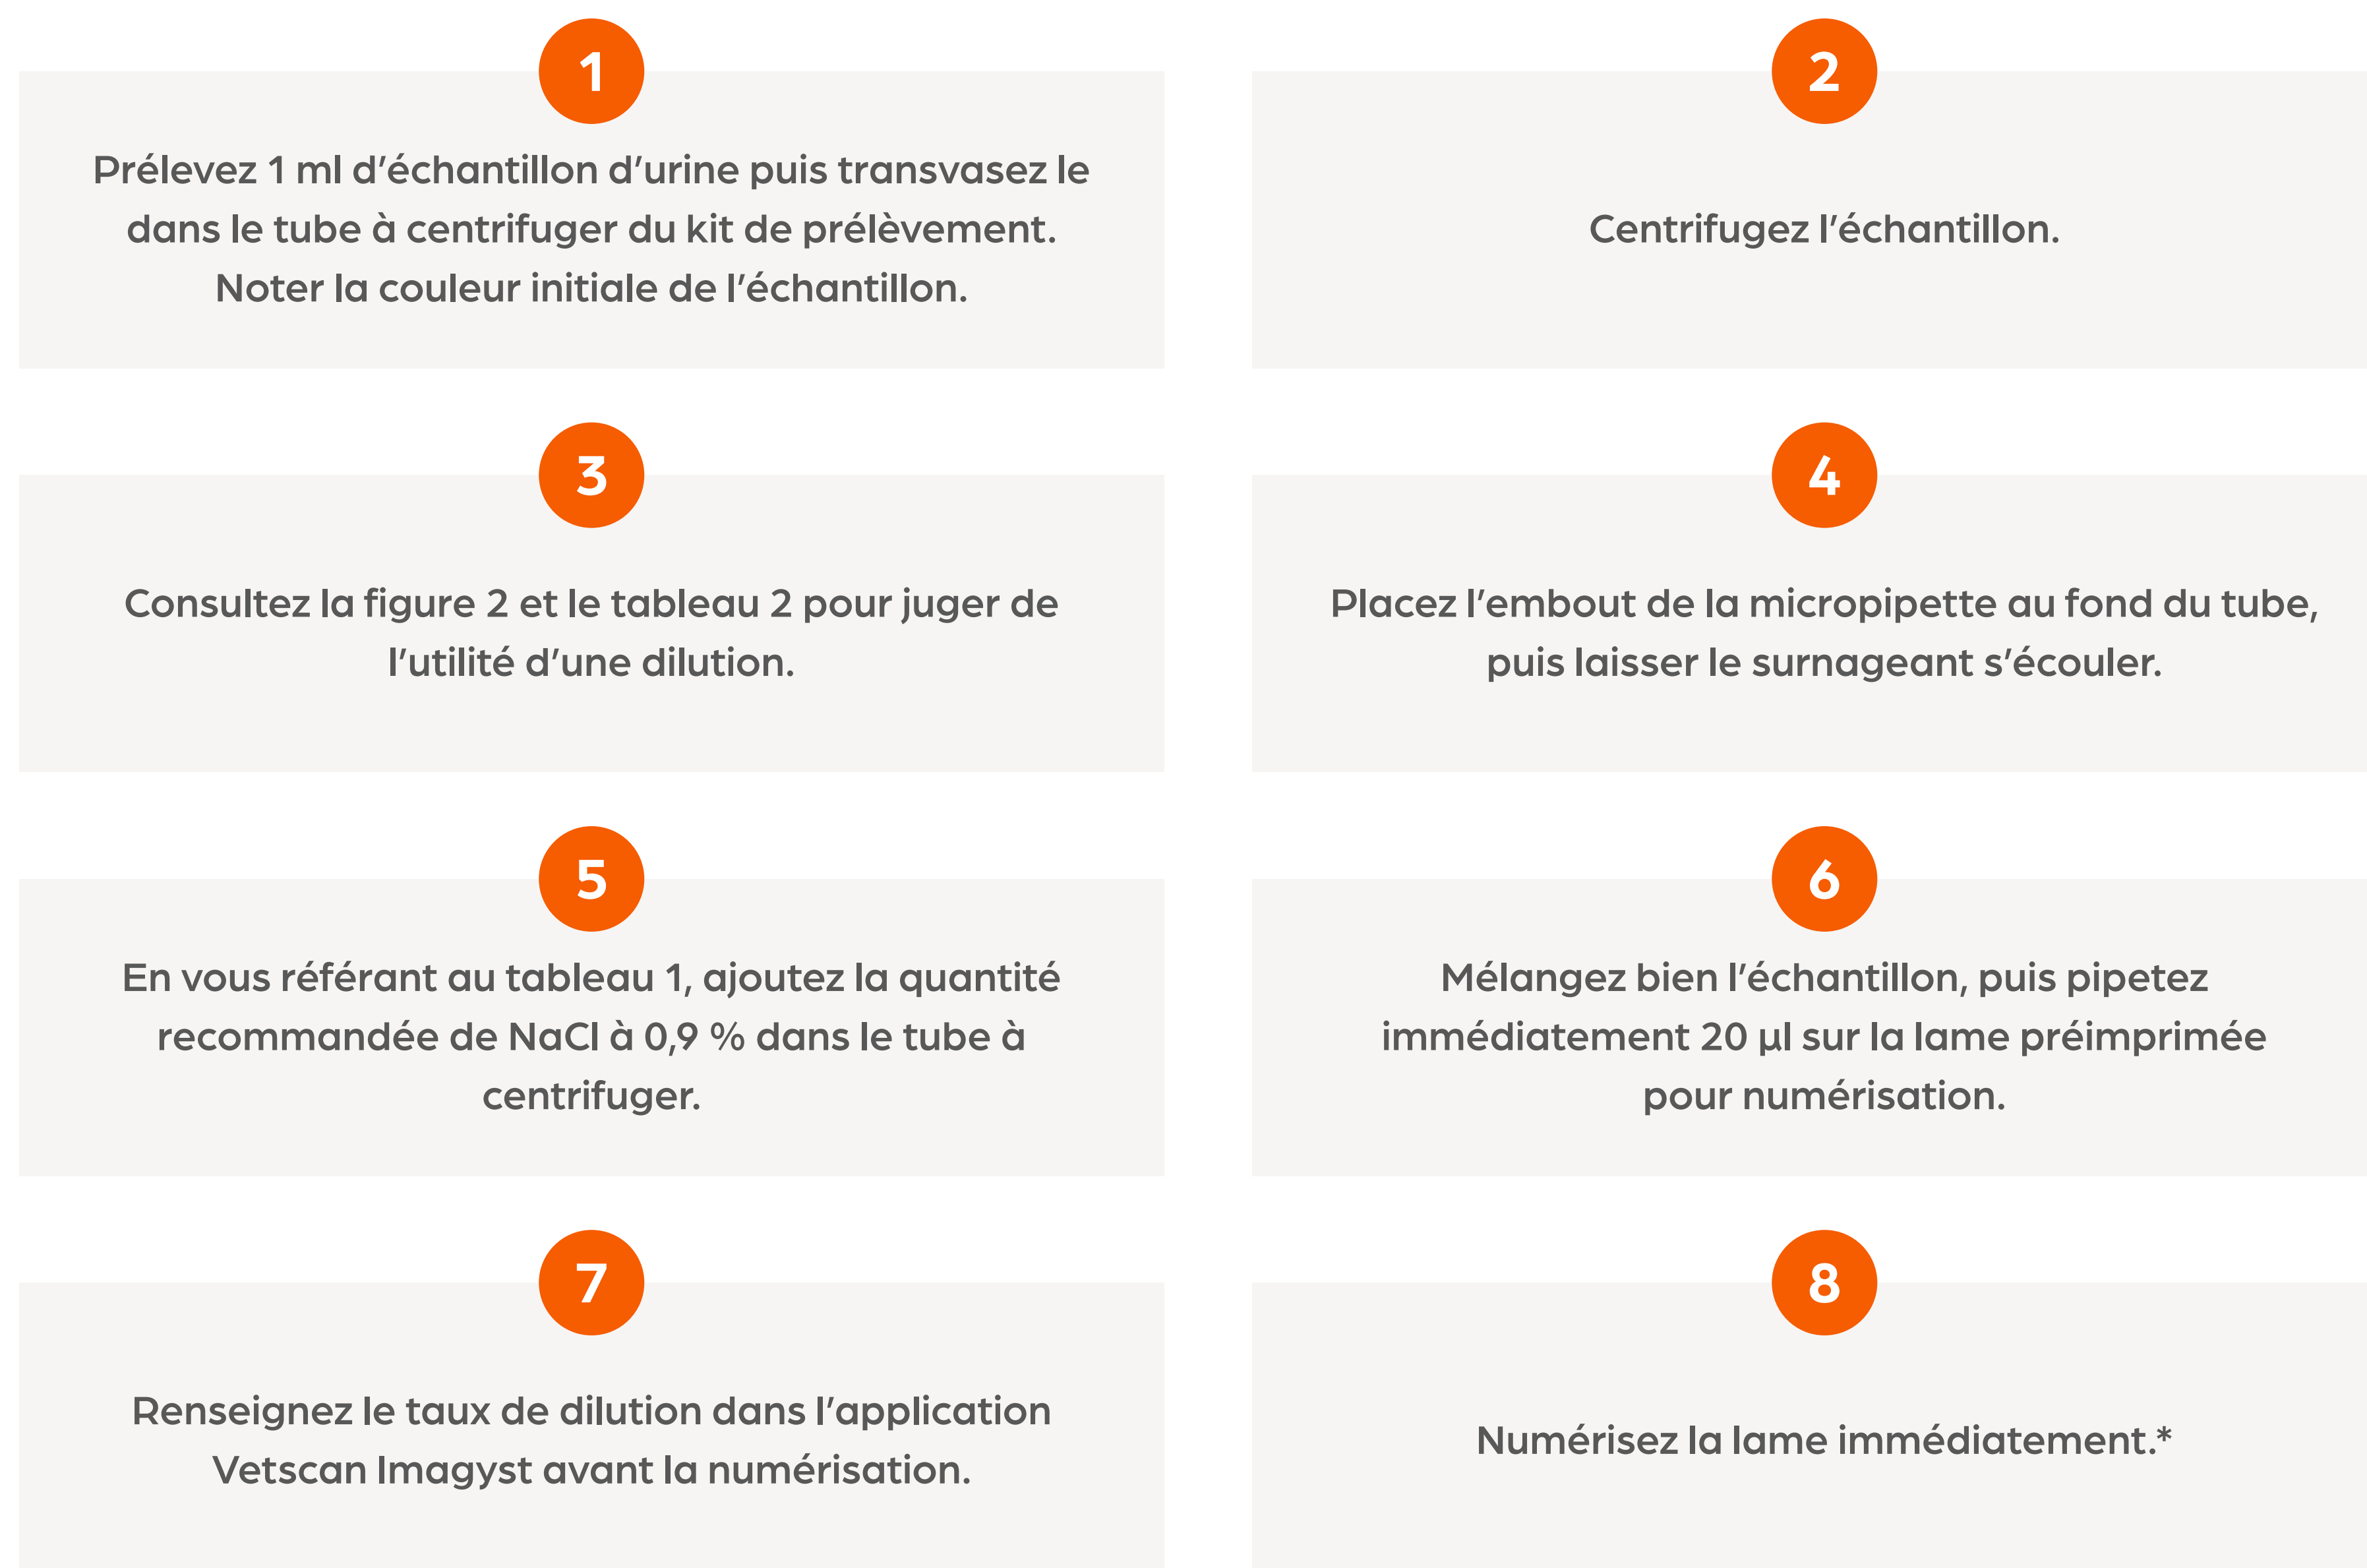 1
Prélevez 1 ml d’échantillon d’urine puis transvasez le
dans le tube à centrifuger du kit de prélèvement.
Noter la couleur initiale de l’échantillon.
2
Centrifugez l’échantillon.
3
Consultez la figure 2 et le tableau 2 pour juger de
l’utilité d’une dilution.
4
Placez l’embout de la micropipette au fond du tube,
puis laisser le surnageant s’écouler.
5
En vous référant au tableau 1, ajoutez la quantité
recommandée de NaCl à 0,9 % dans le tube à
centrifuger.
6
Mélangez bien l’échantillon, puis pipetez
immédiatement 20 µl sur la lame préimprimée
pour numérisation.
7
Renseignez le taux de dilution dans l’application
Vetscan Imagyst avant la numérisation.
8
Numérisez la lame immédiatement.*